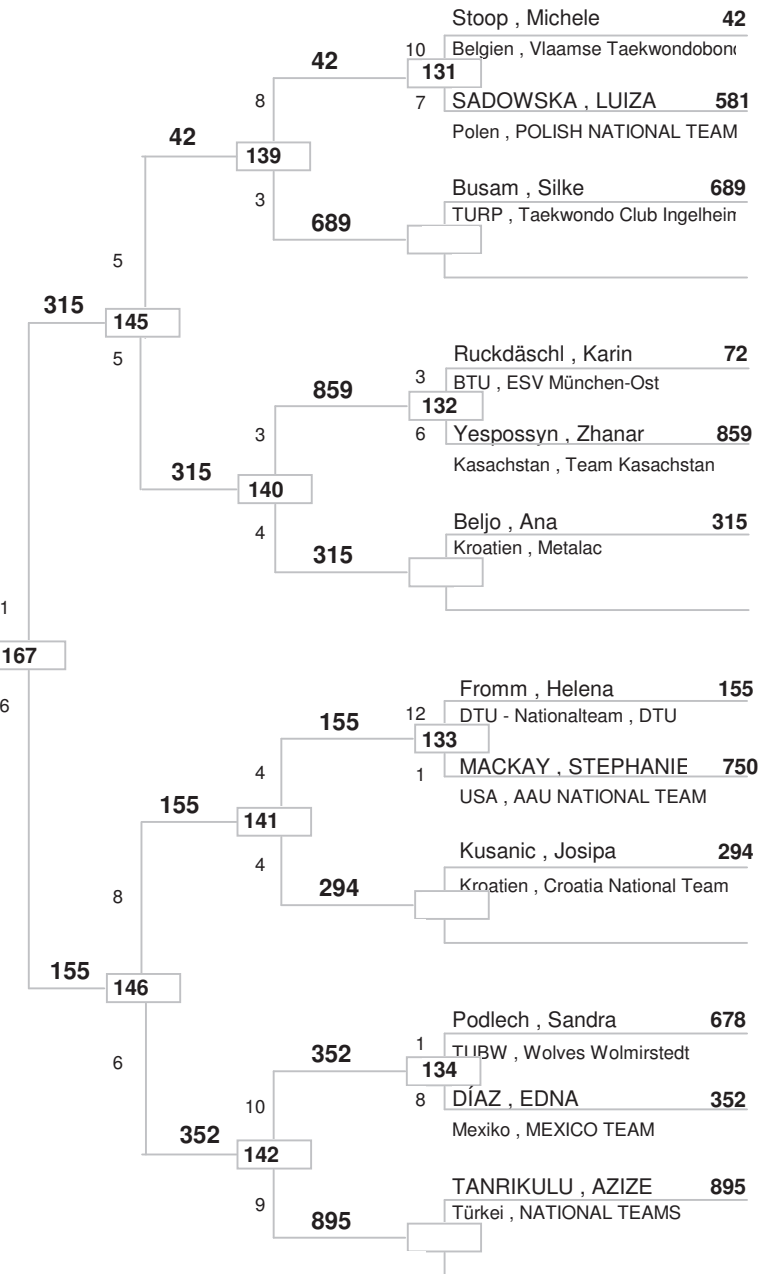 Stoop , Michele 42
10 Belgien , Vlaamse Taekwondobond
42
131
8
7 SADOWSKA , LUIZA 581
Polen , POLISH NATIONAL TEAM
42
139
Busam , Silke 689
3
TURP , Taekwondo Club Ingelheim
689
5
315
145
Ruckdäschl , Karin 72
5
3 BTU , ESV München-Ost
859
132
3
6 Yespossyn , Zhanar 859
Kasachstan , Team Kasachstan
315
140
Beljo , Ana 315
4
Kroatien , Metalac
315
1
167
6
Fromm , Helena 155
12 DTU - Nationalteam , DTU
155
133
4
1 MACKAY , STEPHANIE 750
USA , AAU NATIONAL TEAM
155
141
Kusanic , Josipa 294
4
294
Kroatien , Croatia National Team
8
155
146
Podlech , Sandra 678
6
1 TUBW , Wolves Wolmirstedt
352
134
10
8 DÍAZ , EDNA 352
Mexiko , MEXICO TEAM
352
142
TANRIKULU , AZIZE 895
9
Türkei , NATIONAL TEAMS
895